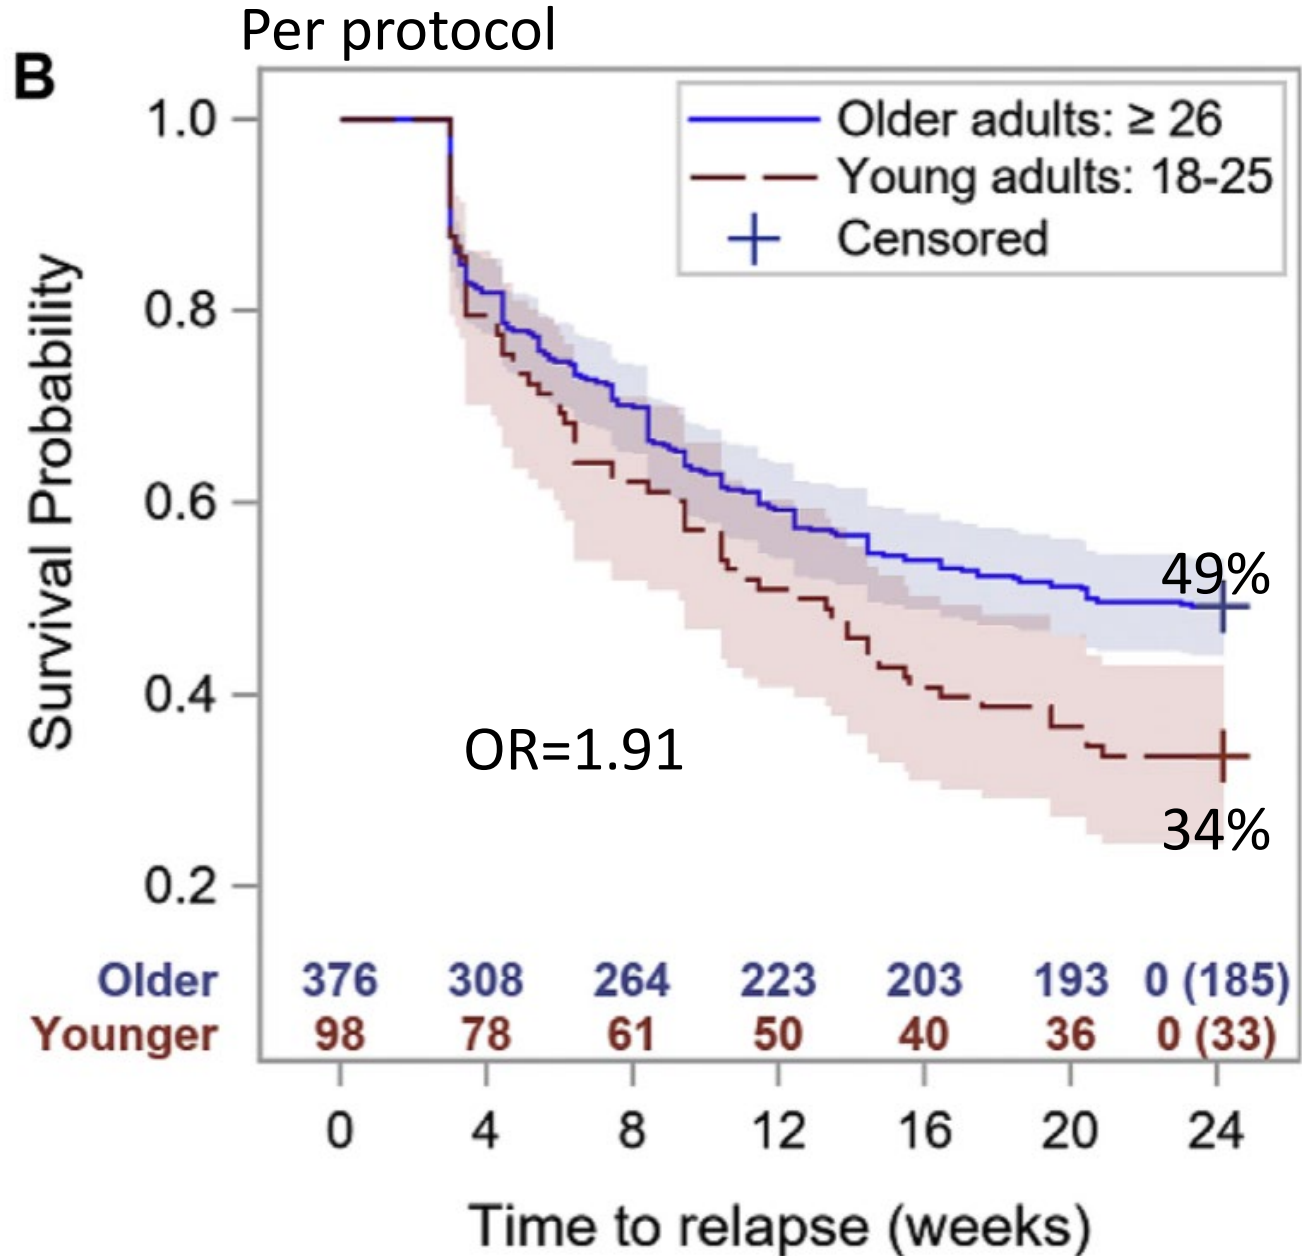 Per protocol
B
Older adults: ≥ 26
Young adults: 18-25
Censored
Survival Probability
1.0
0.8
0.6
0.4
0.2
49%
OR=1.91
34%
Older 376 308 264 223 203 193 0 (185)
Younger 98 78 61 50 40 36 0 (33)
0 4 8 12 16 20 24
Time to relapse (weeks)